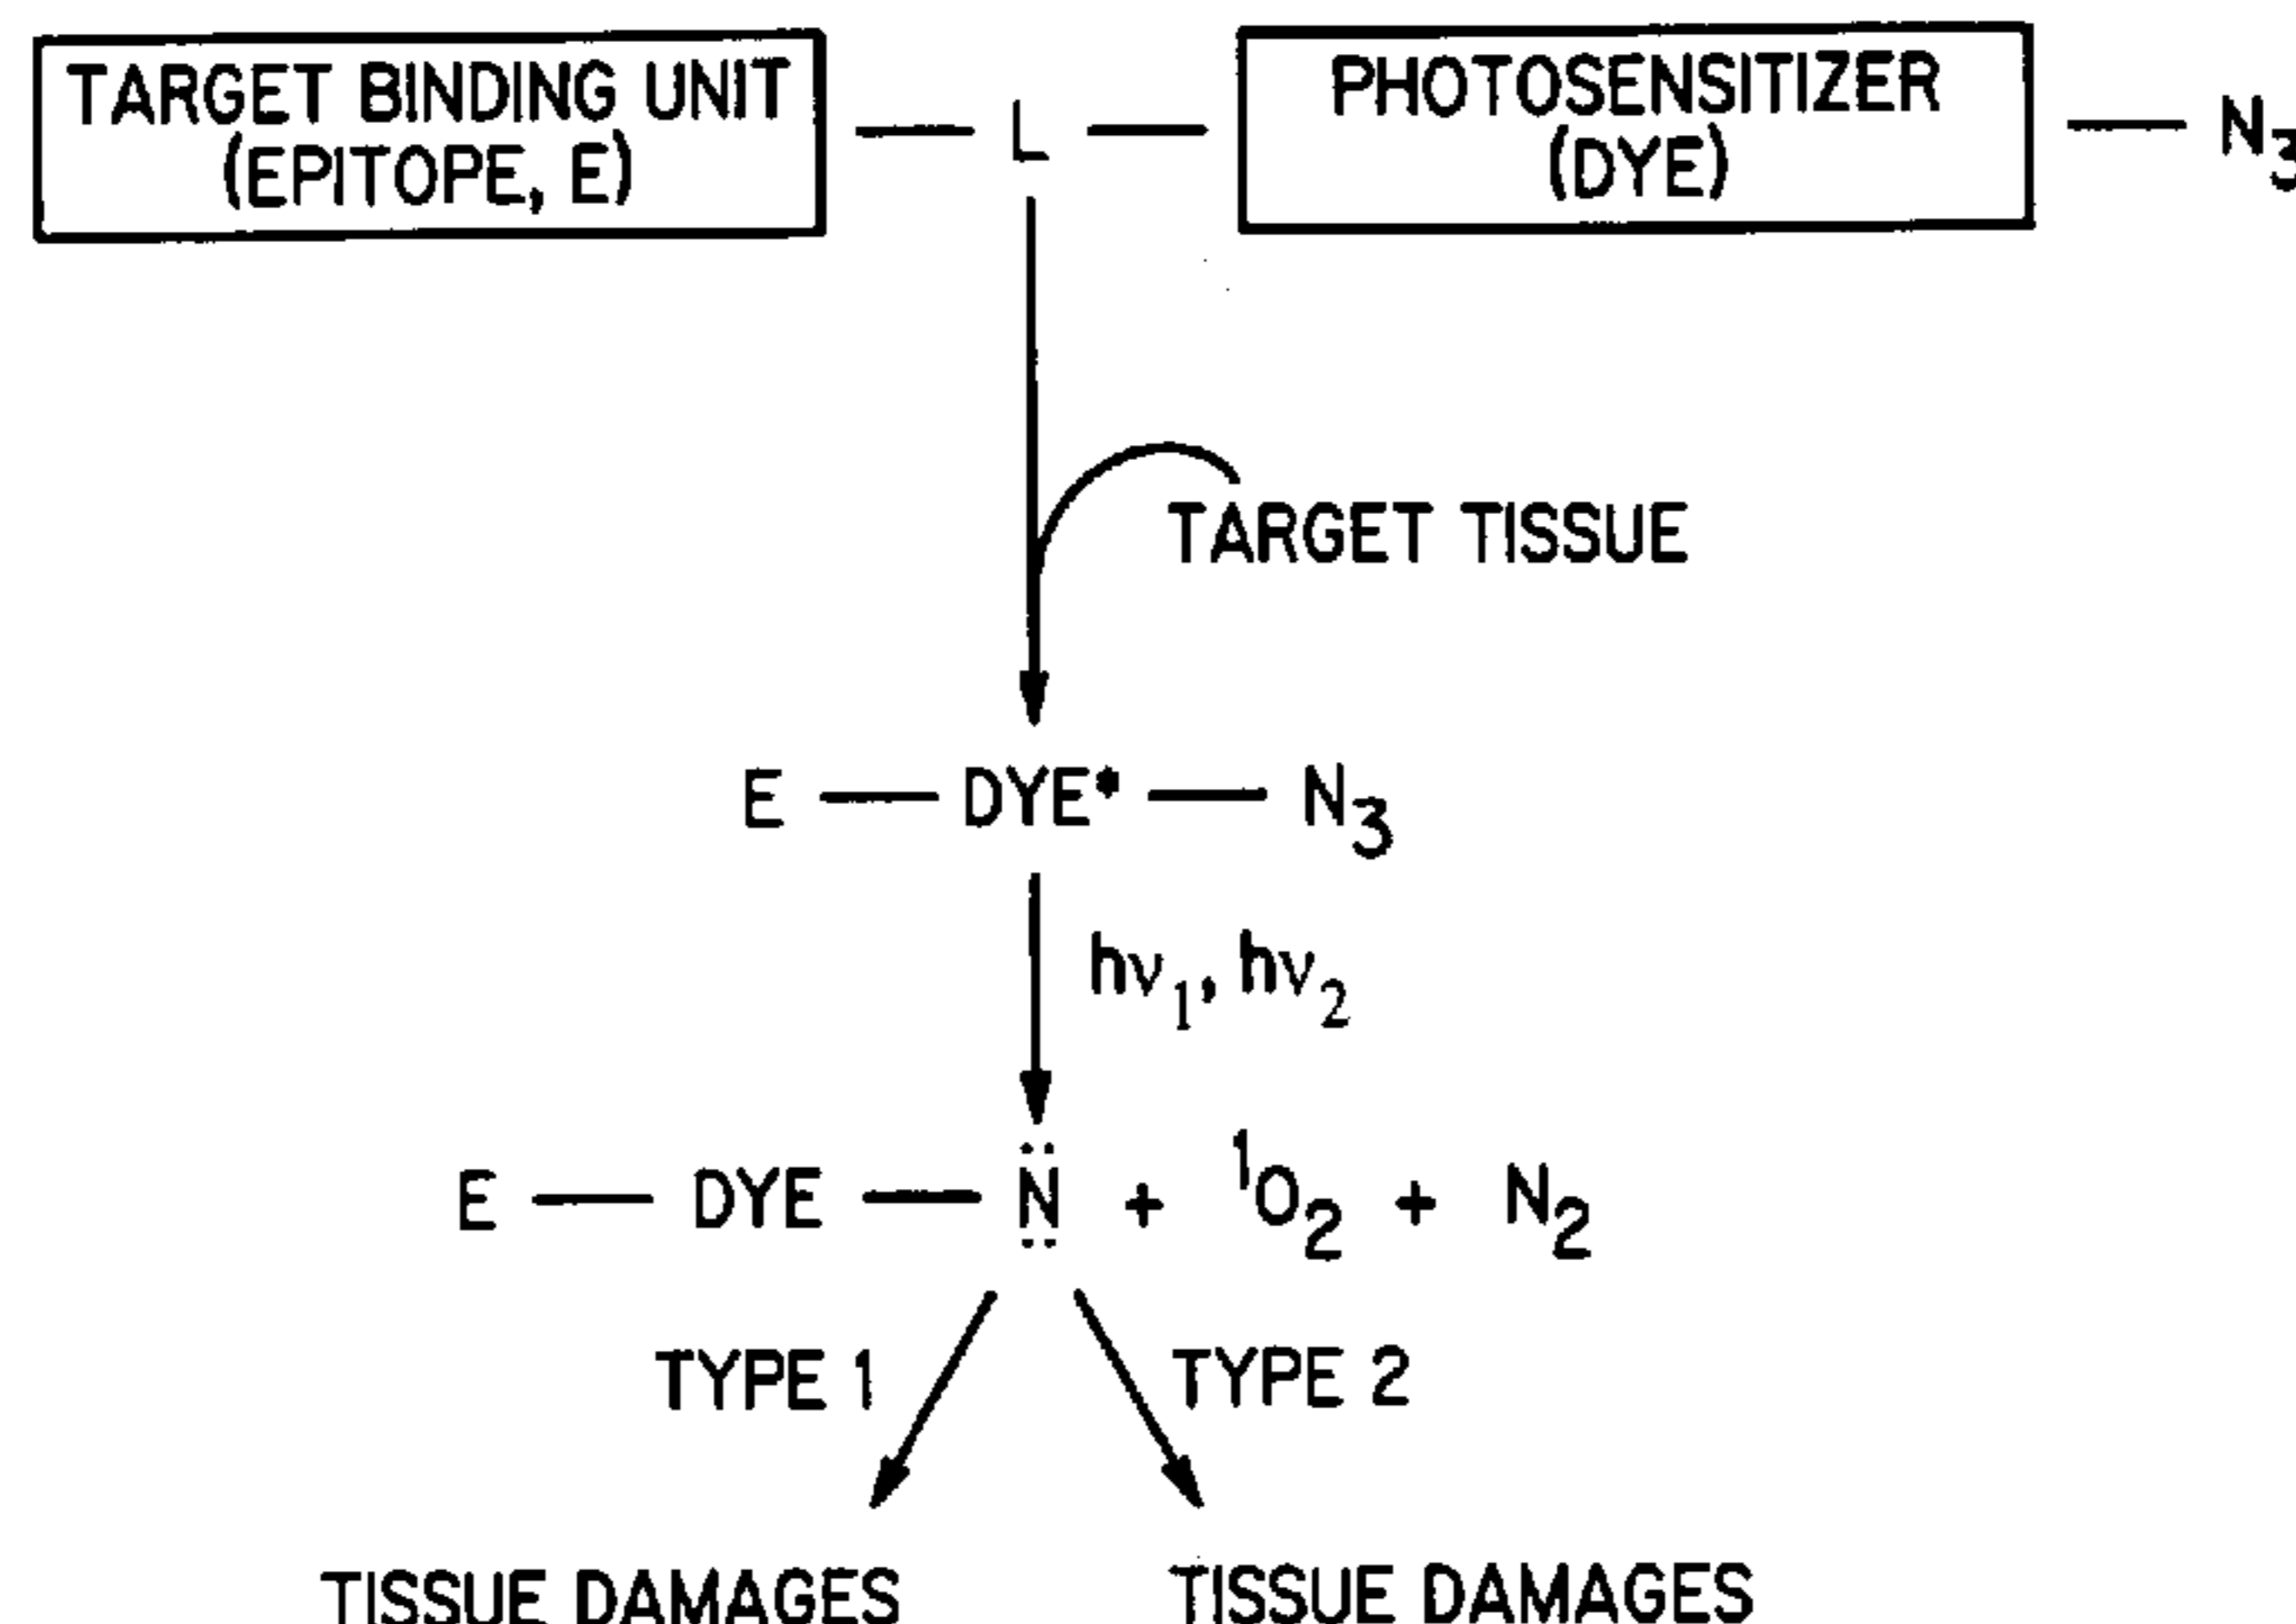 TARGET BINDING UNIT
(EPITOPE, E)
— L —
PHOTOSENSITIZER
(DYE)
— N₃
TARGET TISSUE
E — DYE* — N₃
hν₁, hν₂
E — DYE — N̤̈ + ¹O₂ + N₂
TYPE 1
TYPE 2
TISSUE DAMAGES
TISSUE DAMAGES